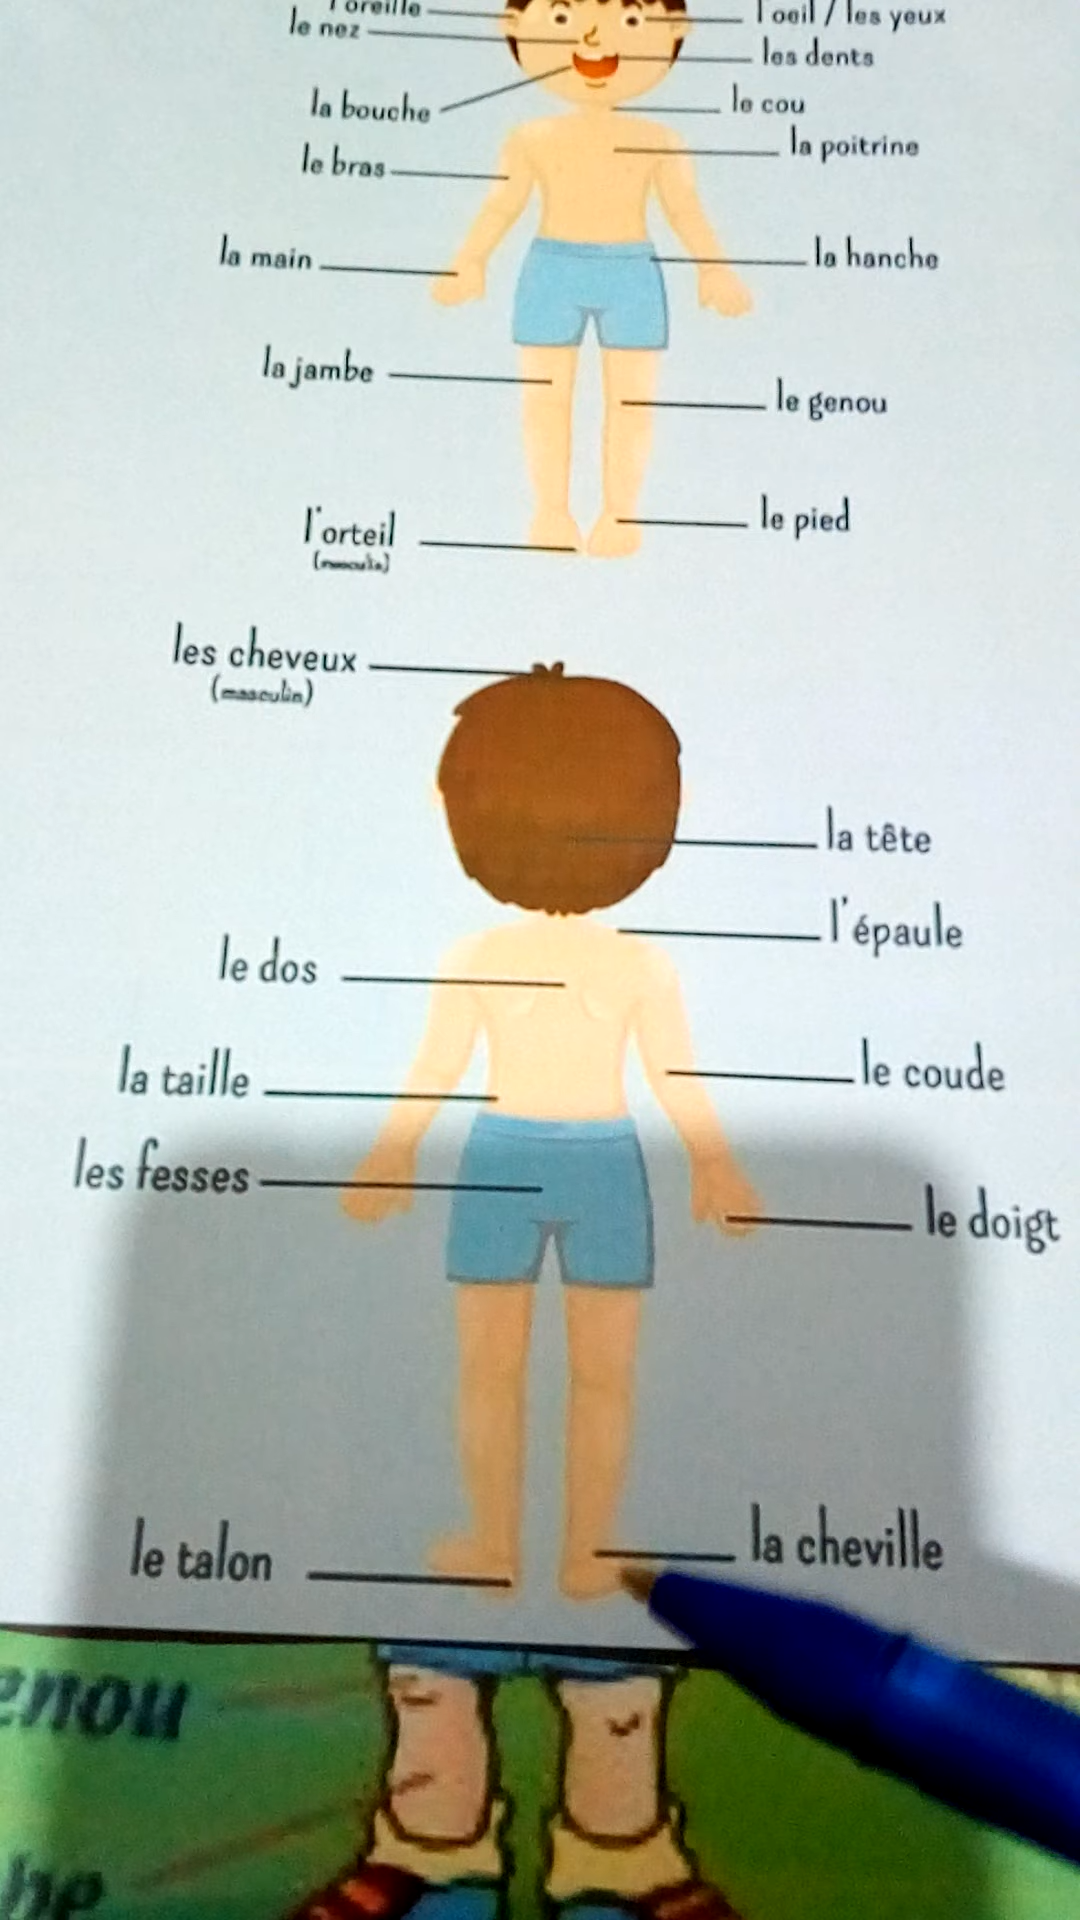 l'oreille
l'oeil / les yeux
le nez
les dents
la bouche
le cou
la poitrine
le bras
la main
la hanche
la jambe
le genou
l'orteil
(masculin)
le pied
les cheveux
(masculin)
la tête
l'épaule
le dos
la taille
le coude
les fesses
le doigt
le talon
la cheville
enou